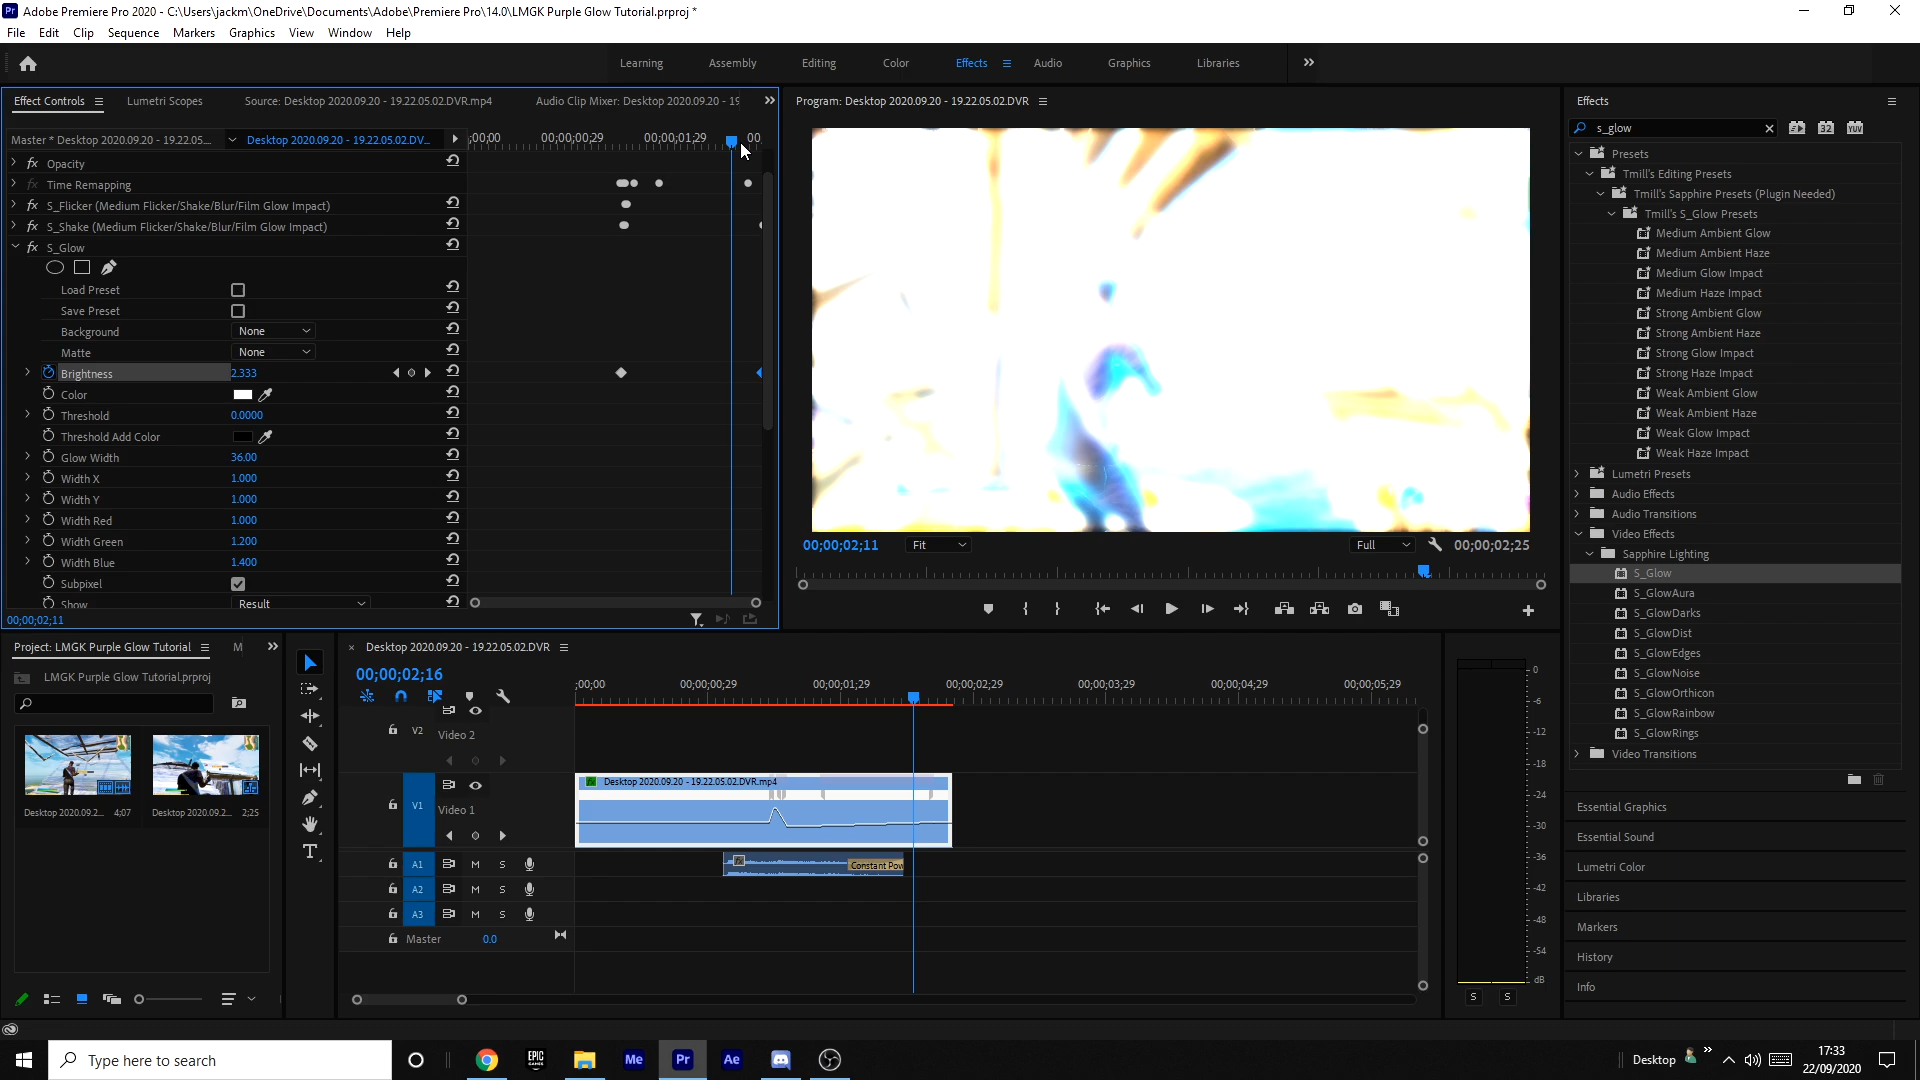 Pr Adobe Premiere Pro 2020 - C:\Users\jackm\OneDrive\Documents\Adobe\Premiere Pro\14.0\LMGK Purple Glow Tutorial.prproj *
File Edit Clip Sequence Markers Graphics View Window Help
Learning Assembly Editing Color Effects Audio Graphics Libraries
Effect Controls Lumetri Scopes Source: Desktop 2020.09.20 - 19.22.05.02.DVR.mp4 Audio Clip Mixer: Desktop 2020.09.20 - 19
Master * Desktop 2020.09.20 - 19.22.05.... Desktop 2020.09.20 - 19.22.05.02.DV...
;00;00 00;00;00;29 00;00;01;29 00;
fx Opacity
fx Time Remapping
fx S_Flicker (Medium Flicker/Shake/Blur/Film Glow Impact)
fx S_Shake (Medium Flicker/Shake/Blur/Film Glow Impact)
fx S_Glow
Load Preset
Save Preset
Background None
Matte None
Brightness 2.333
Color
Threshold 0.0000
Threshold Add Color
Glow Width 36.00
Width X 1.000
Width Y 1.000
Width Red 1.000
Width Green 1.200
Width Blue 1.400
Subpixel
Show Result
00;00;02;11
Program: Desktop 2020.09.20 - 19.22.05.02.DVR
00;00;02;11 Fit Full 00;00;02;25
Effects
s_glow 32 YUV
Presets
Tmill's Editing Presets
Tmill's Sapphire Presets (Plugin Needed)
Tmill's S_Glow Presets
Medium Ambient Glow
Medium Ambient Haze
Medium Glow Impact
Medium Haze Impact
Strong Ambient Glow
Strong Ambient Haze
Strong Glow Impact
Strong Haze Impact
Weak Ambient Glow
Weak Ambient Haze
Weak Glow Impact
Weak Haze Impact
Lumetri Presets
Audio Effects
Audio Transitions
Video Effects
Sapphire Lighting
S_Glow
S_GlowAura
S_GlowDarks
S_GlowDist
S_GlowEdges
S_GlowNoise
S_GlowOrthicon
S_GlowRainbow
S_GlowRings
Video Transitions
Essential Graphics
Essential Sound
Lumetri Color
Libraries
Markers
History
Info
Project: LMGK Purple Glow Tutorial M
LMGK Purple Glow Tutorial.prproj
Desktop 2020.09.2... 4;07 Desktop 2020.09.2... 2;25
Desktop 2020.09.20 - 19.22.05.02.DVR
00;00;02;16
;00;00 00;00;00;29 00;00;01;29 00;00;02;29 00;00;03;29 00;00;04;29 00;00;05;29
V2 Video 2
fx Desktop 2020.09.20 - 19.22.05.02.DVR.mp4
V1 Video 1
A1 M S fx Constant Pow
A2 M S
A3 M S
Master 0.0
0
-6
-12
-18
-24
-30
-36
-42
-48
-54
dB
S S
Type here to search
EPIC GAMES Me Pr Ae
Desktop
17:33
22/09/2020